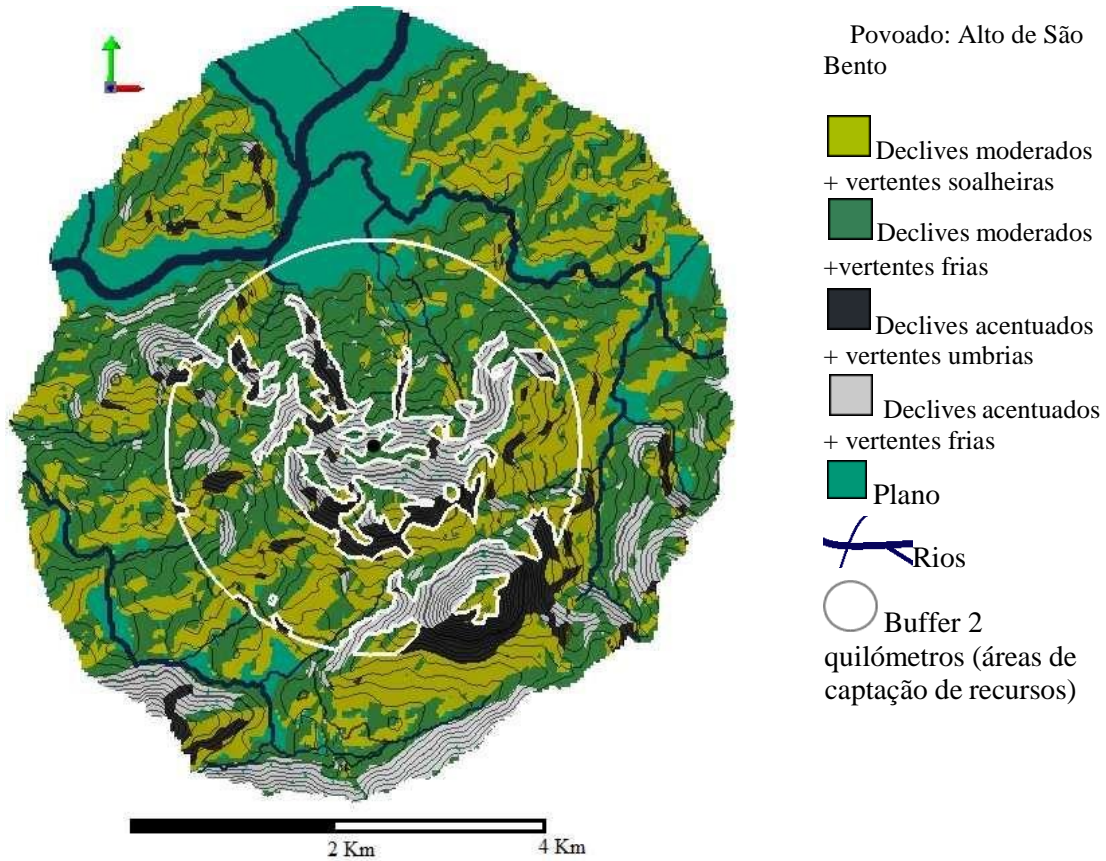 Povoado: Alto de São
Bento
Declives moderados
+ vertentes soalheiras
Declives moderados
+vertentes frias
Declives acentuados
+ vertentes umbrias
Declives acentuados
+ vertentes frias
Plano
Rios
Buffer 2
quilómetros (áreas de
captação de recursos)
2 Km 4 Km